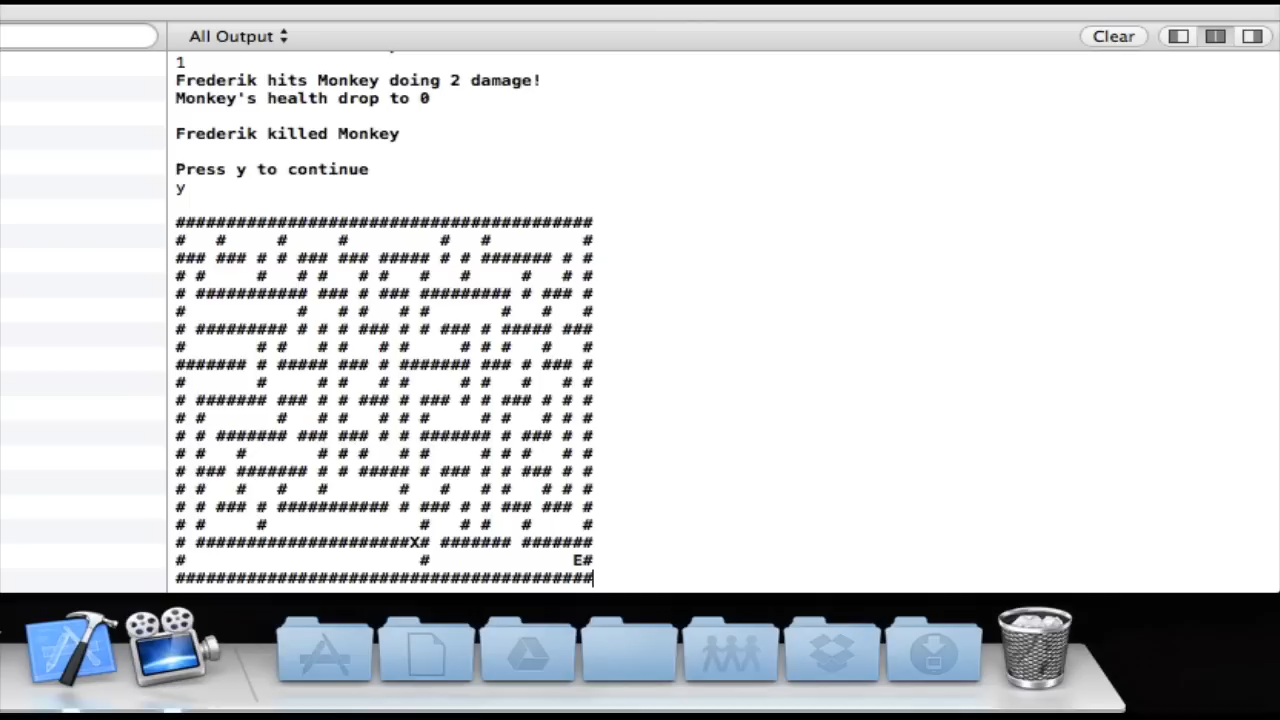 All Output
Clear
1
Frederik hits Monkey doing 2 damage!
Monkey's health drop to 0
Frederik killed Monkey
Press y to continue
y
#########################################
#   #     #     #         #   #         #
### ### # # ### ### ##### # # ####### # #
# #     #   # #   # #   #   #     #   # #
# ########### ### # ### ######### # ### #
#           #   # #   # #       #   #   #
# ######### # # # ### # # ### # ##### ###
#       # #   # #   # #     # # #   #   #
####### # ##### ### # ####### ### # ### #
#       #     # #   # #     # #   #   # #
# ####### ### # # ### # ### # # ### # # #
# #       #   # #   # # #     # #   # # #
# # ####### ### ### # # ####### # ### # #
# #   #       # # #   # #     # # #   # #
# ### ####### # # ##### # ### # # ### # #
# #   #   #   #       #   #   # #   # # #
# # ### # ########### # ### # # ### ### #
# #     #               #   # #   #     #
# #####################X# ####### #######
#                       #              E#
#########################################